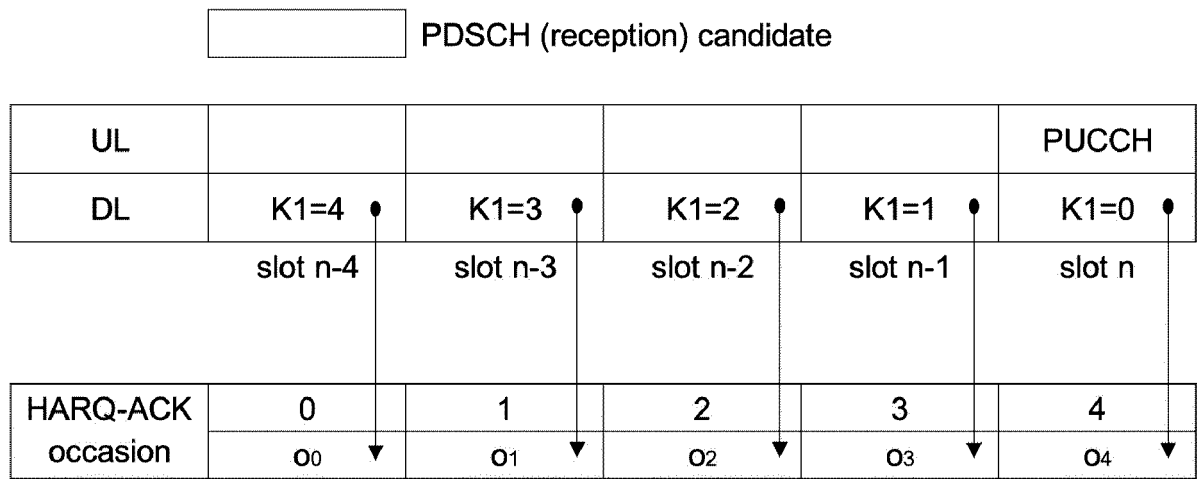 PDSCH (reception) candidate
UL PUCCH
DL K1=4 K1=3 K1=2 K1=1 K1=0
slot n-4 slot n-3 slot n-2 slot n-1 slot n
HARQ-ACK occasion 0 1 2 3 4
o0 o1 o2 o3 o4